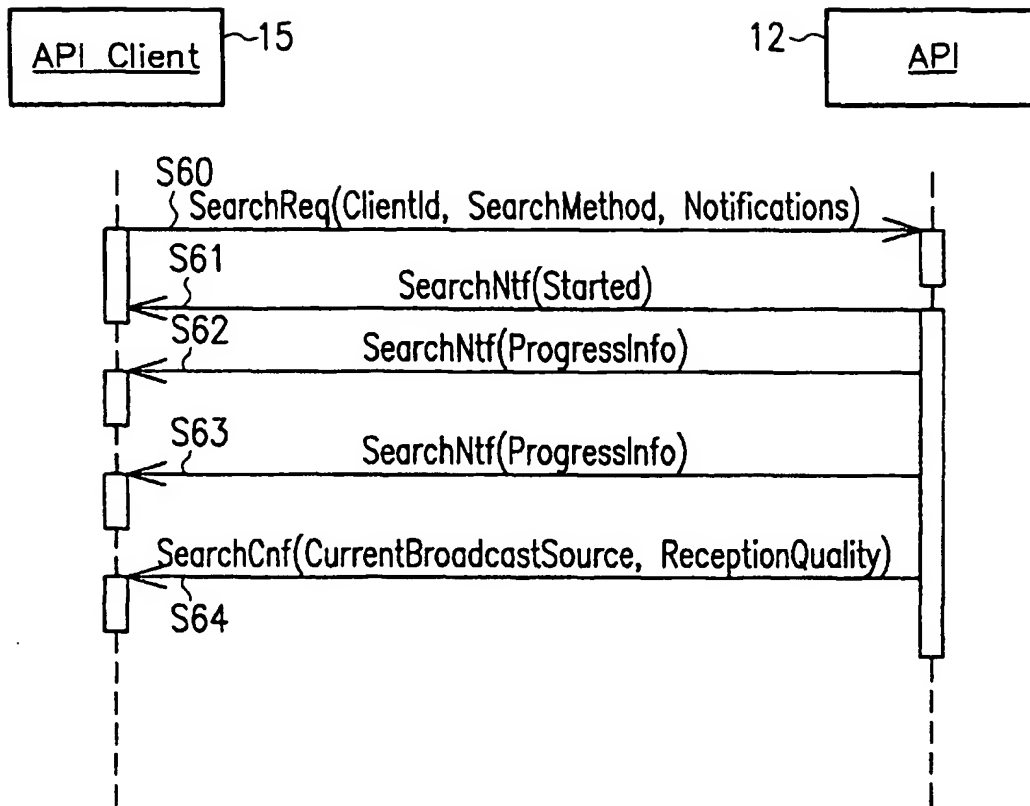 API Client
15
12
API
S60
SearchReq(ClientId, SearchMethod, Notifications)
S61
SearchNtf(Started)
S62
SearchNtf(ProgressInfo)
S63
SearchNtf(ProgressInfo)
SearchCnf(CurrentBroadcastSource, ReceptionQuality)
S64